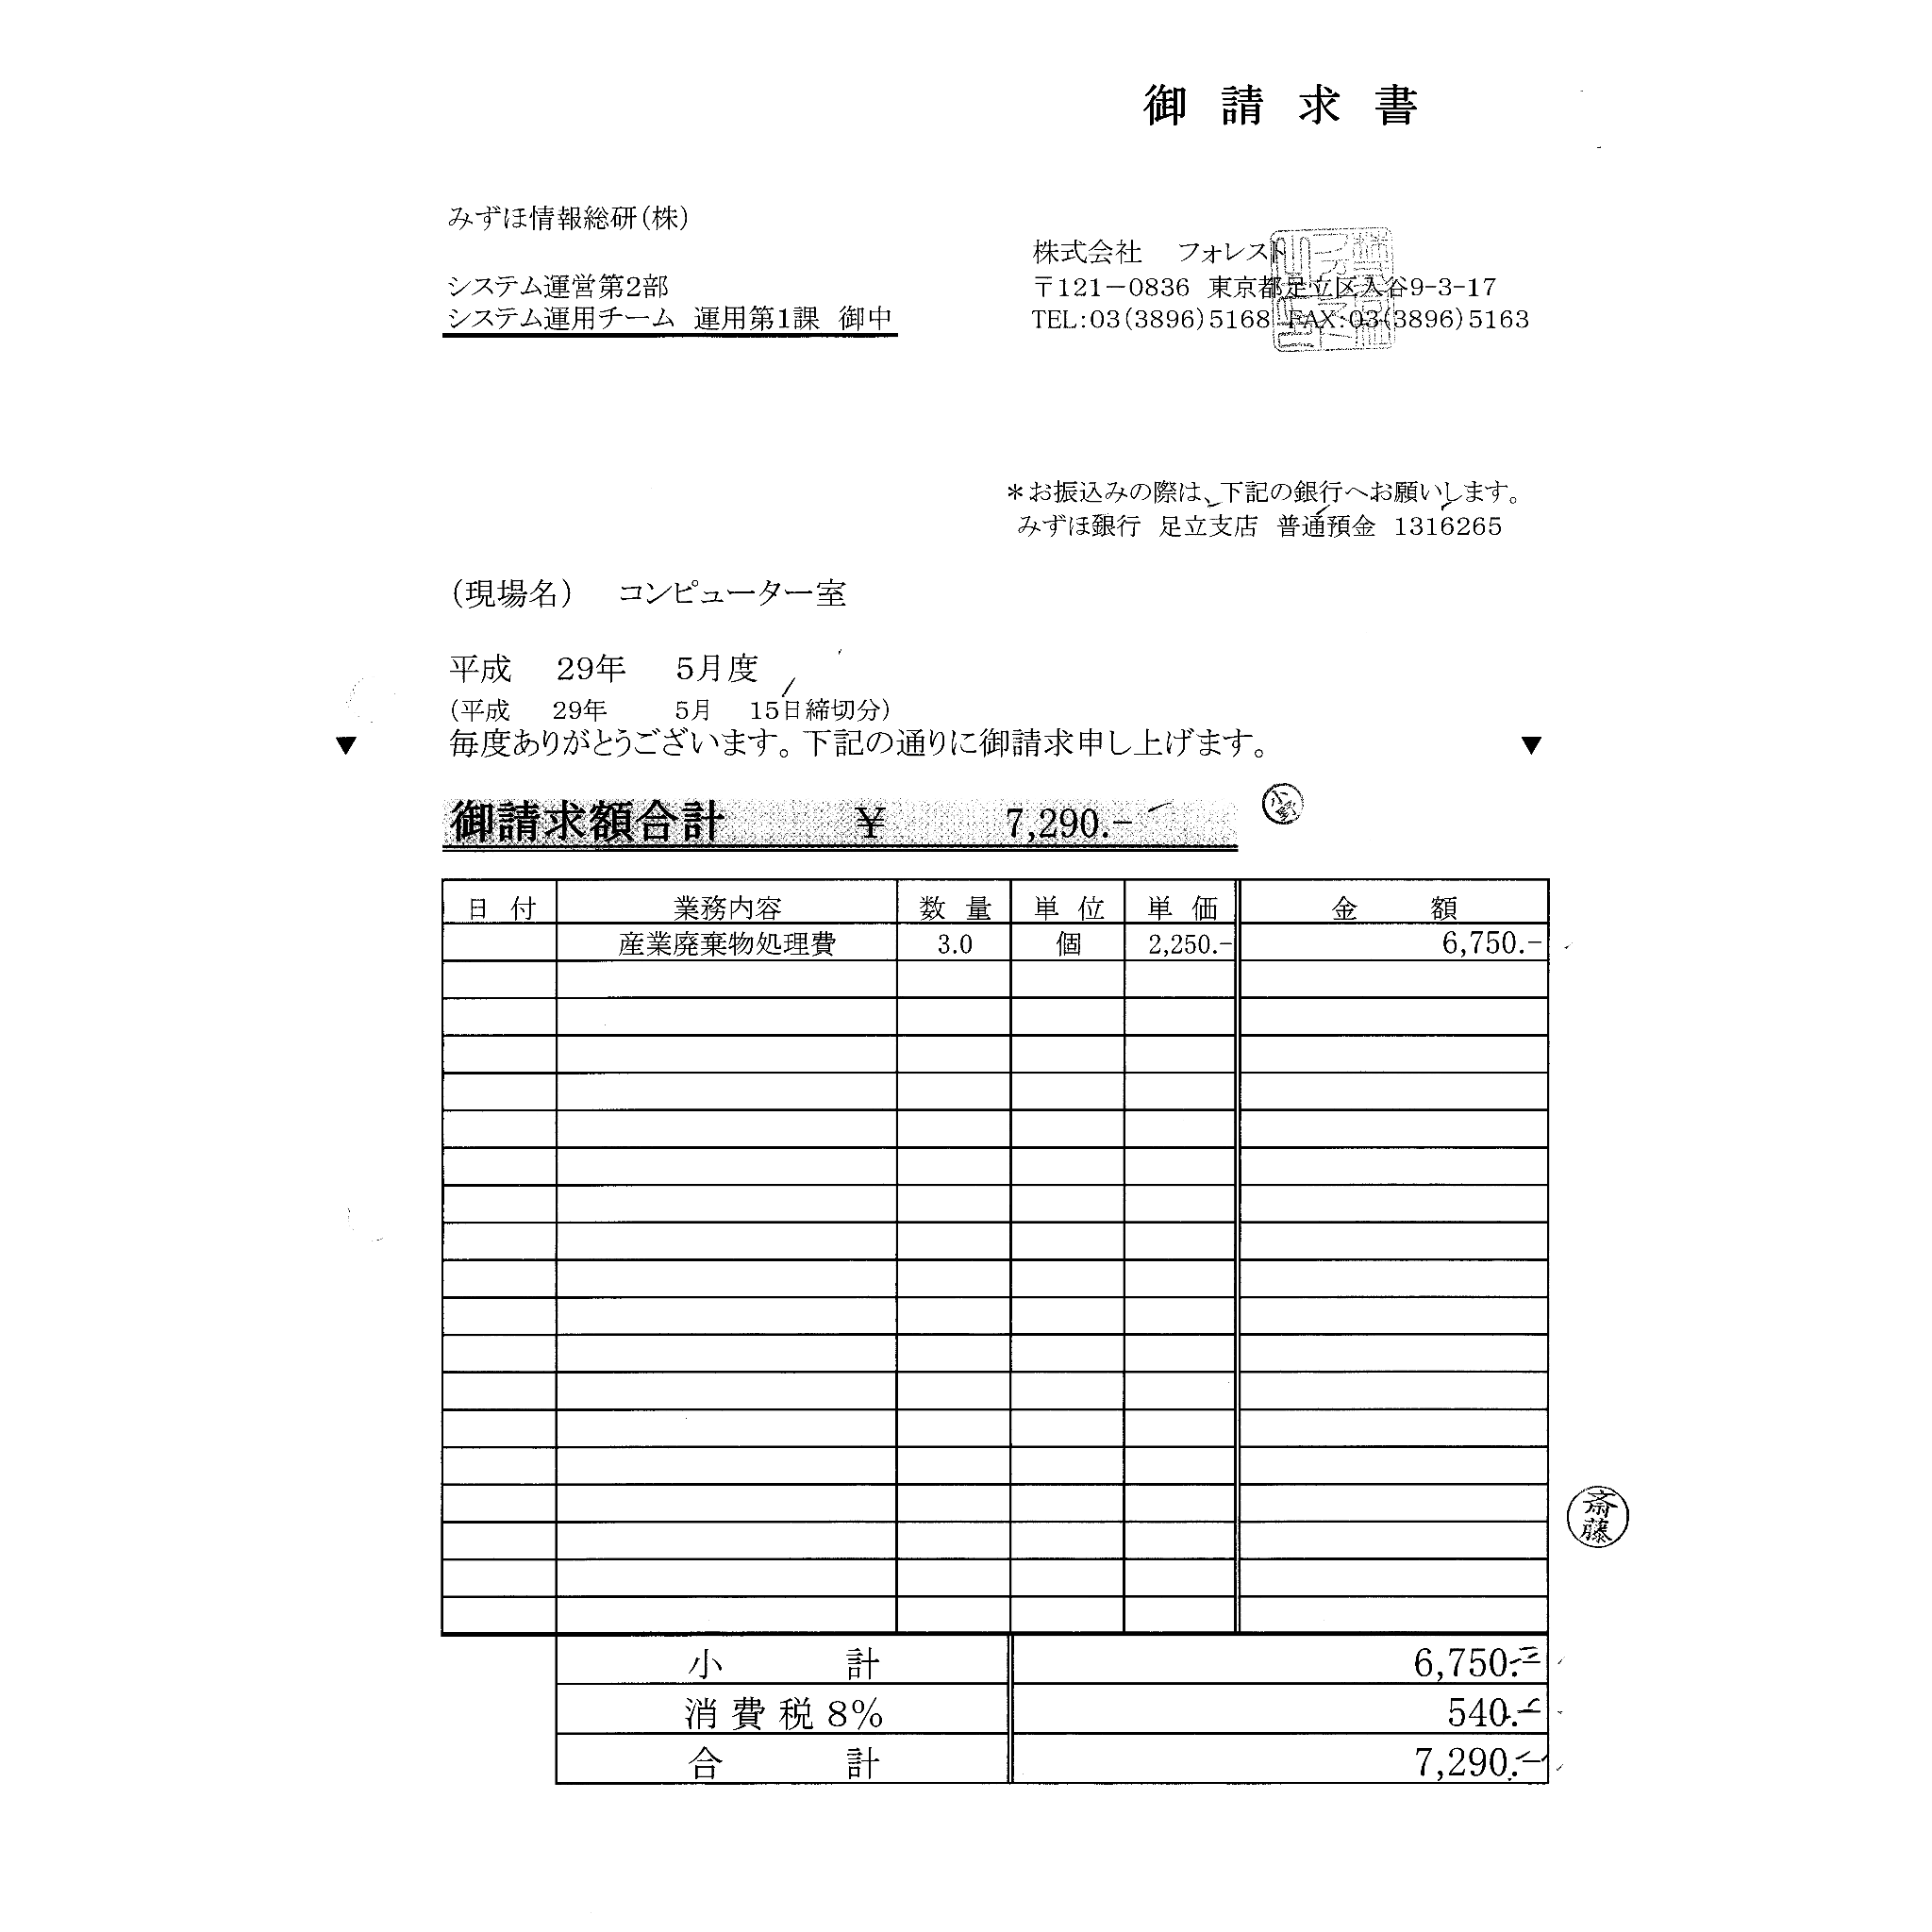 御請求書
みずほ情報総研(株)
システム運営第2部
システム運用チーム 運用第1課 御中
株式会社 フォレスト
〒121-0836 東京都足立区入谷9-3-17
TEL:03(3896)5168 FAX:03(3896)5163
*お振込みの際は、下記の銀行へお願いします。
みずほ銀行 足立支店 普通預金 1316265
(現場名) コンピューター室
平成 29年 5月度
(平成 29年 5月 15日締切分)
毎度ありがとうございます。下記の通りに御請求申し上げます。
▼ ▼
御請求額合計 ¥ 7,290.-
日付 業務内容 数量 単位 単価 金額
産業廃棄物処理費 3.0 個 2,250.- 6,750.-
斎藤
小計 6,750.-
消費税8% 540.-
合計 7,290.-